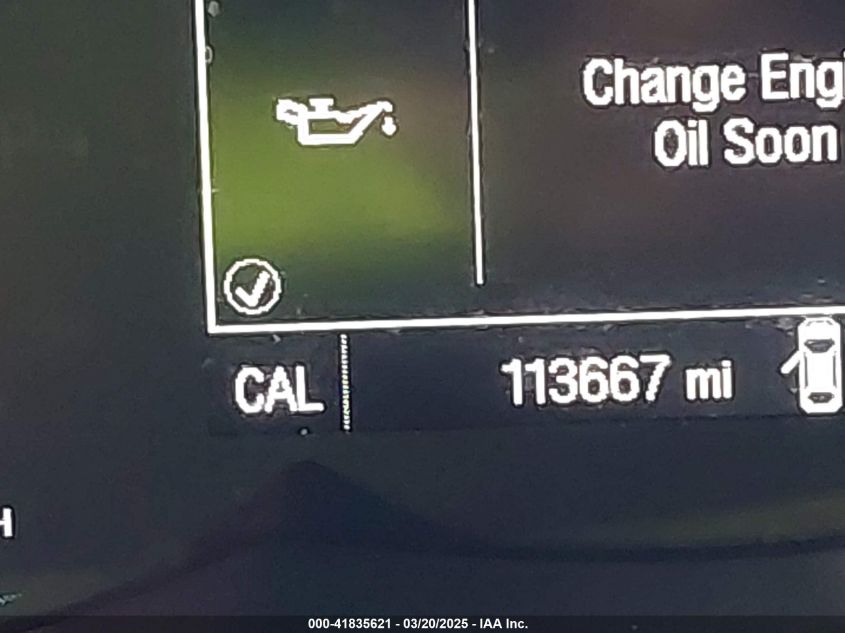 Change Engi
Oil Soon
CAL
113667 mi
H
000-41835621 - 03/20/2025 - IAA Inc.